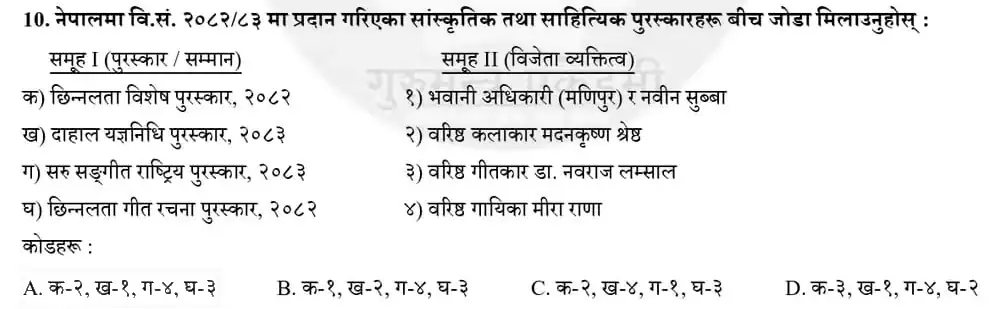 10. नेपालमा वि.सं. २०८२/८३ मा प्रदान गरिएका सांस्कृतिक तथा साहित्यिक पुरस्कारहरू बीच जोडा मिलाउनुहोस् :
समूह I (पुरस्कार / सम्मान) समूह II (विजेता व्यक्तित्व)
क) छिन्नलता विशेष पुरस्कार, २०८२ १) भवानी अधिकारी (मणिपुर) र नवीन सुब्बा
ख) दाहाल यज्ञनिधि पुरस्कार, २०८३ २) वरिष्ठ कलाकार मदनकृष्ण श्रेष्ठ
ग) सरु सङ्गीत राष्ट्रिय पुरस्कार, २०८३ ३) वरिष्ठ गीतकार डा. नवराज लम्साल
घ) छिन्नलता गीत रचना पुरस्कार, २०८२ ४) वरिष्ठ गायिका मीरा राणा
कोडहरू :
A. क-२, ख-१, ग-४, घ-३ B. क-१, ख-२, ग-४, घ-३ C. क-२, ख-४, ग-१, घ-३ D. क-३, ख-१, ग-४, घ-२